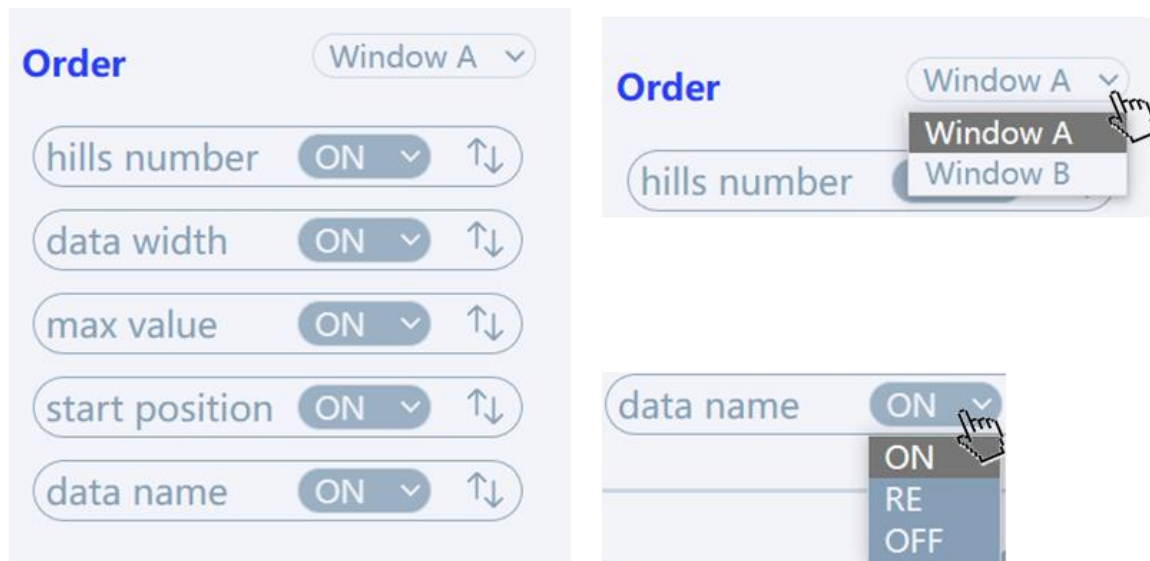 Order Window A
hills number ON
data width ON
max value ON
start position ON
data name ON
Order Window A
Window A
Window B
hills number
data name ON
ON
RE
OFF